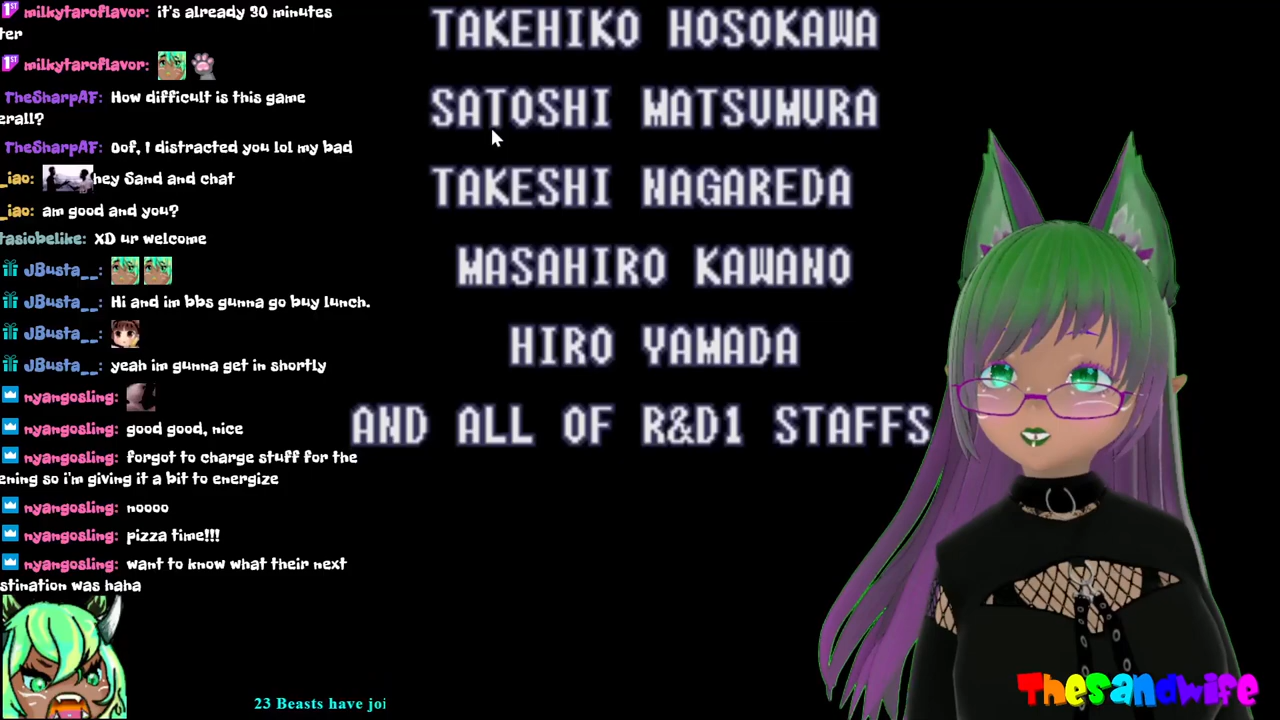 milkytaroflavor: it's already 30 minutes
ter
milkytaroflavor:
TheSharpAF: How difficult is this game
erall?
TheSharpAF: Oof, I distracted you lol my bad
_iao: hey Sand and chat
_iao: am good and you?
tasiobelike: XD ur welcome
JBusta__:
JBusta__: Hi and im bbs gunna go buy lunch.
JBusta__:
JBusta__: yeah im gunna get in shortly
nyangosling:
nyangosling: good good, nice
nyangosling: forgot to charge stuff for the
ening so i'm giving it a bit to energize
nyangosling: noooo
nyangosling: pizza time!!!
nyangosling: want to know what their next
stination was haha
TAKEHIKO HOSOKAWA
SATOSHI MATSUMURA
TAKESHI NAGAREDA
MASAHIRO KAWANO
HIRO YAMADA
AND ALL OF R&D1 STAFFS
23 Beasts have joi
Thesandwife